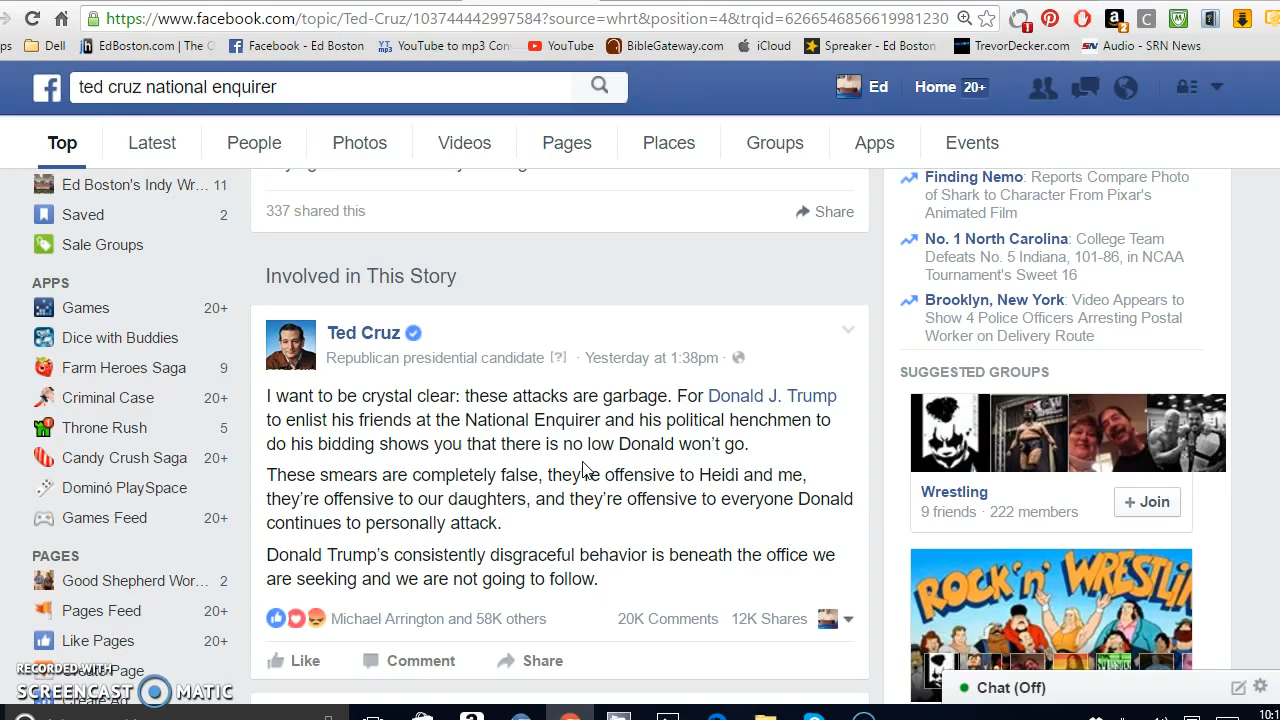 https://www.facebook.com/topic/Ted-Cruz/103744442997584?source=whrt&position=4&trqid=6266546856619981230
ps Dell EdBoston.com | The C Facebook - Ed Boston YouTube to mp3 Con YouTube BibleGateway.com iCloud Spreaker - Ed Boston TrevorDecker.com Audio - SRN News
ted cruz national enquirer
Ed Home 20+
Top Latest People Photos Videos Pages Places Groups Apps Events
Ed Boston's Indy Wr... 11
Saved 2
Sale Groups
APPS
Games 20+
Dice with Buddies
Farm Heroes Saga 9
Criminal Case 20+
Throne Rush 5
Candy Crush Saga 20+
Dominó PlaySpace
Games Feed 20+
PAGES
Good Shepherd Wor... 2
Pages Feed 20+
Like Pages 20+
Create Page
Create Ad
RECORDED WITH
SCREENCAST MATIC
337 shared this Share
Involved in This Story
Ted Cruz
Republican presidential candidate [?] · Yesterday at 1:38pm ·
I want to be crystal clear: these attacks are garbage. For Donald J. Trump
to enlist his friends at the National Enquirer and his political henchmen to
do his bidding shows you that there is no low Donald won't go.
These smears are completely false, they're offensive to Heidi and me,
they're offensive to our daughters, and they're offensive to everyone Donald
continues to personally attack.
Donald Trump's consistently disgraceful behavior is beneath the office we
are seeking and we are not going to follow.
Michael Arrington and 58K others 20K Comments 12K Shares
Like Comment Share
Finding Nemo: Reports Compare Photo
of Shark to Character From Pixar's
Animated Film
No. 1 North Carolina: College Team
Defeats No. 5 Indiana, 101-86, in NCAA
Tournament's Sweet 16
Brooklyn, New York: Video Appears to
Show 4 Police Officers Arresting Postal
Worker on Delivery Route
SUGGESTED GROUPS
Wrestling
9 friends · 222 members
+ Join
ROCK 'n' WRESTLIN
Chat (Off)
10:1